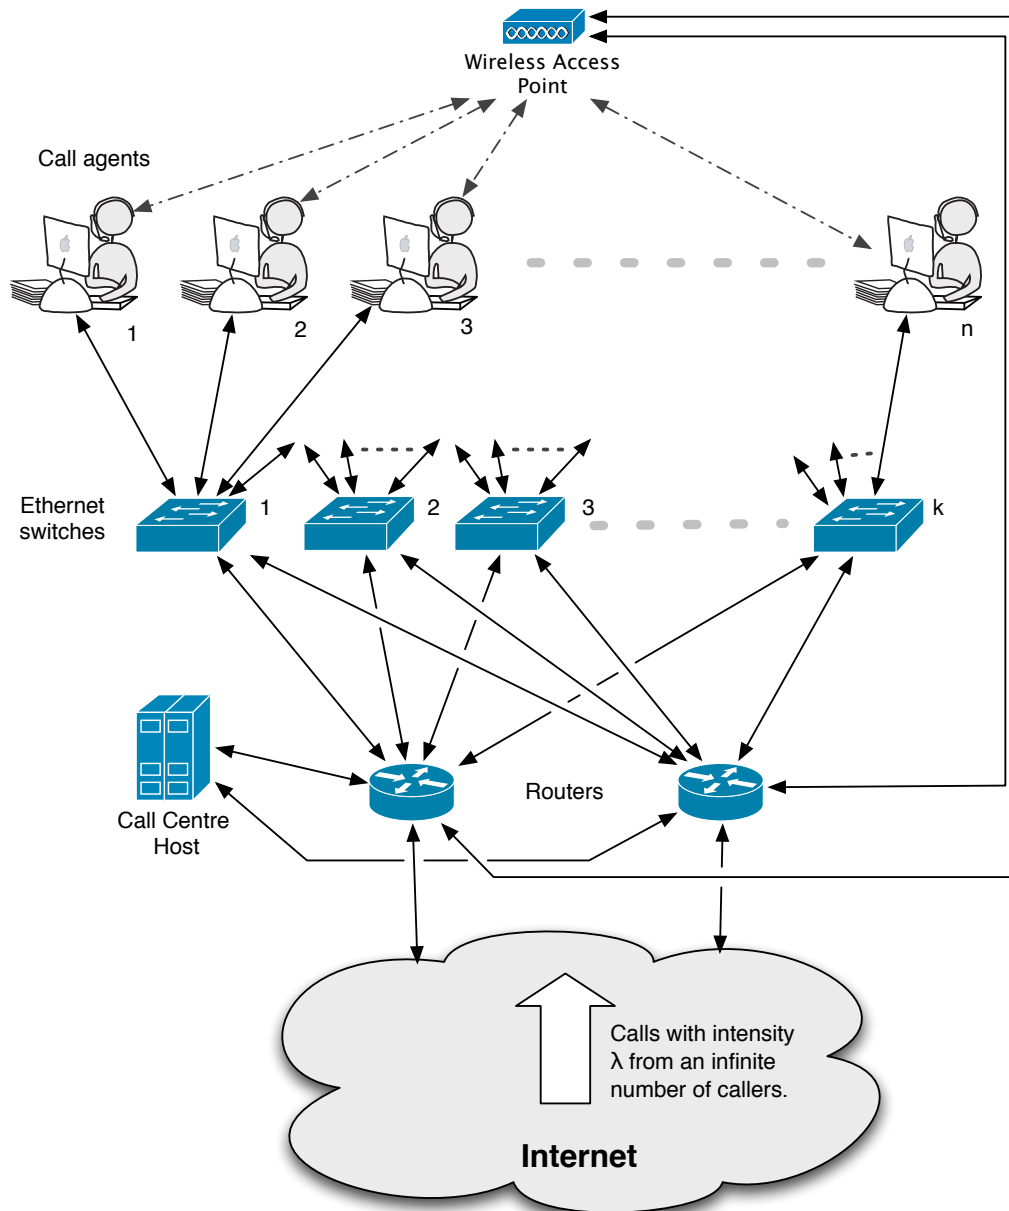 Wireless Access
Point
Call agents
1
2
3
n
Ethernet
switches
1
2
3
k
Call Centre
Host
Routers
Calls with intensity
λ from an infinite
number of callers.
Internet